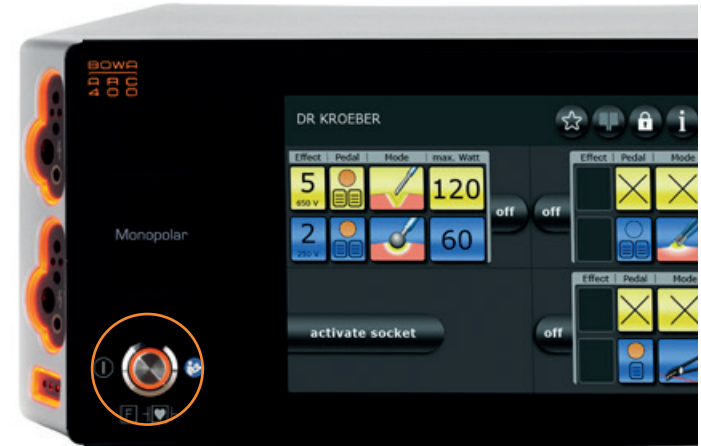 BOWA
ARC
400
Monopolar
DR KROEBER
i
Effect Pedal Mode max. Watt
5
650 V
120
off
2
250 V
60
activate socket
off
Effect Pedal Mode
off
Effect Pedal Mode
F